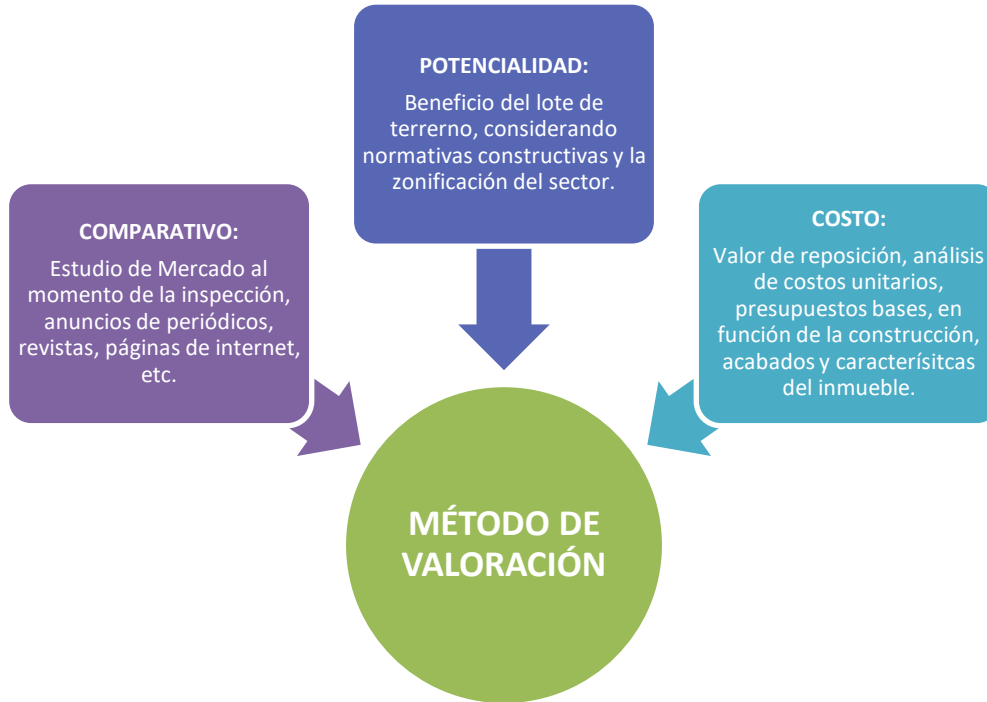 POTENCIALIDAD:
Beneficio del lote de
terrerno, considerando
normativas constructivas y la
zonificación del sector.
COMPARATIVO:
Estudio de Mercado al
momento de la inspección,
anuncios de periódicos,
revistas, páginas de internet,
etc.
COSTO:
Valor de reposición, análisis
de costos unitarios,
presupuestos bases, en
función de la construcción,
acabados y caracterísitcas
del inmueble.
MÉTODO DE
VALORACIÓN